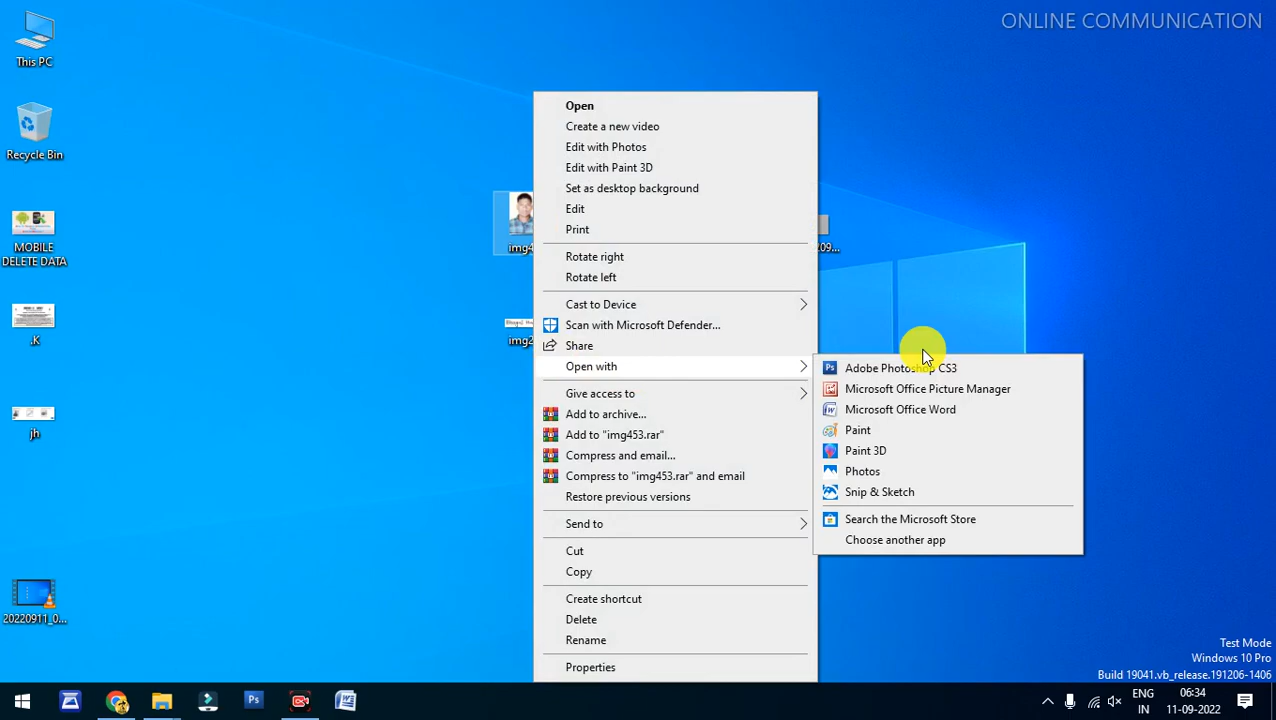 ONLINE COMMUNICATION
This PC
Recycle Bin
MOBILE
DELETE DATA
.K
jh
20220911_0...
img4
img2
09...
Open
Create a new video
Edit with Photos
Edit with Paint 3D
Set as desktop background
Edit
Print
Rotate right
Rotate left
Cast to Device
Scan with Microsoft Defender...
Share
Open with
Give access to
Add to archive...
Add to "img453.rar"
Compress and email...
Compress to "img453.rar" and email
Restore previous versions
Send to
Cut
Copy
Create shortcut
Delete
Rename
Properties
Adobe Photoshop CS3
Microsoft Office Picture Manager
Microsoft Office Word
Paint
Paint 3D
Photos
Snip & Sketch
Search the Microsoft Store
Choose another app
Test Mode
Windows 10 Pro
Build 19041.vb_release.191206-1406
Ps
ENG
IN
06:34
11-09-2022